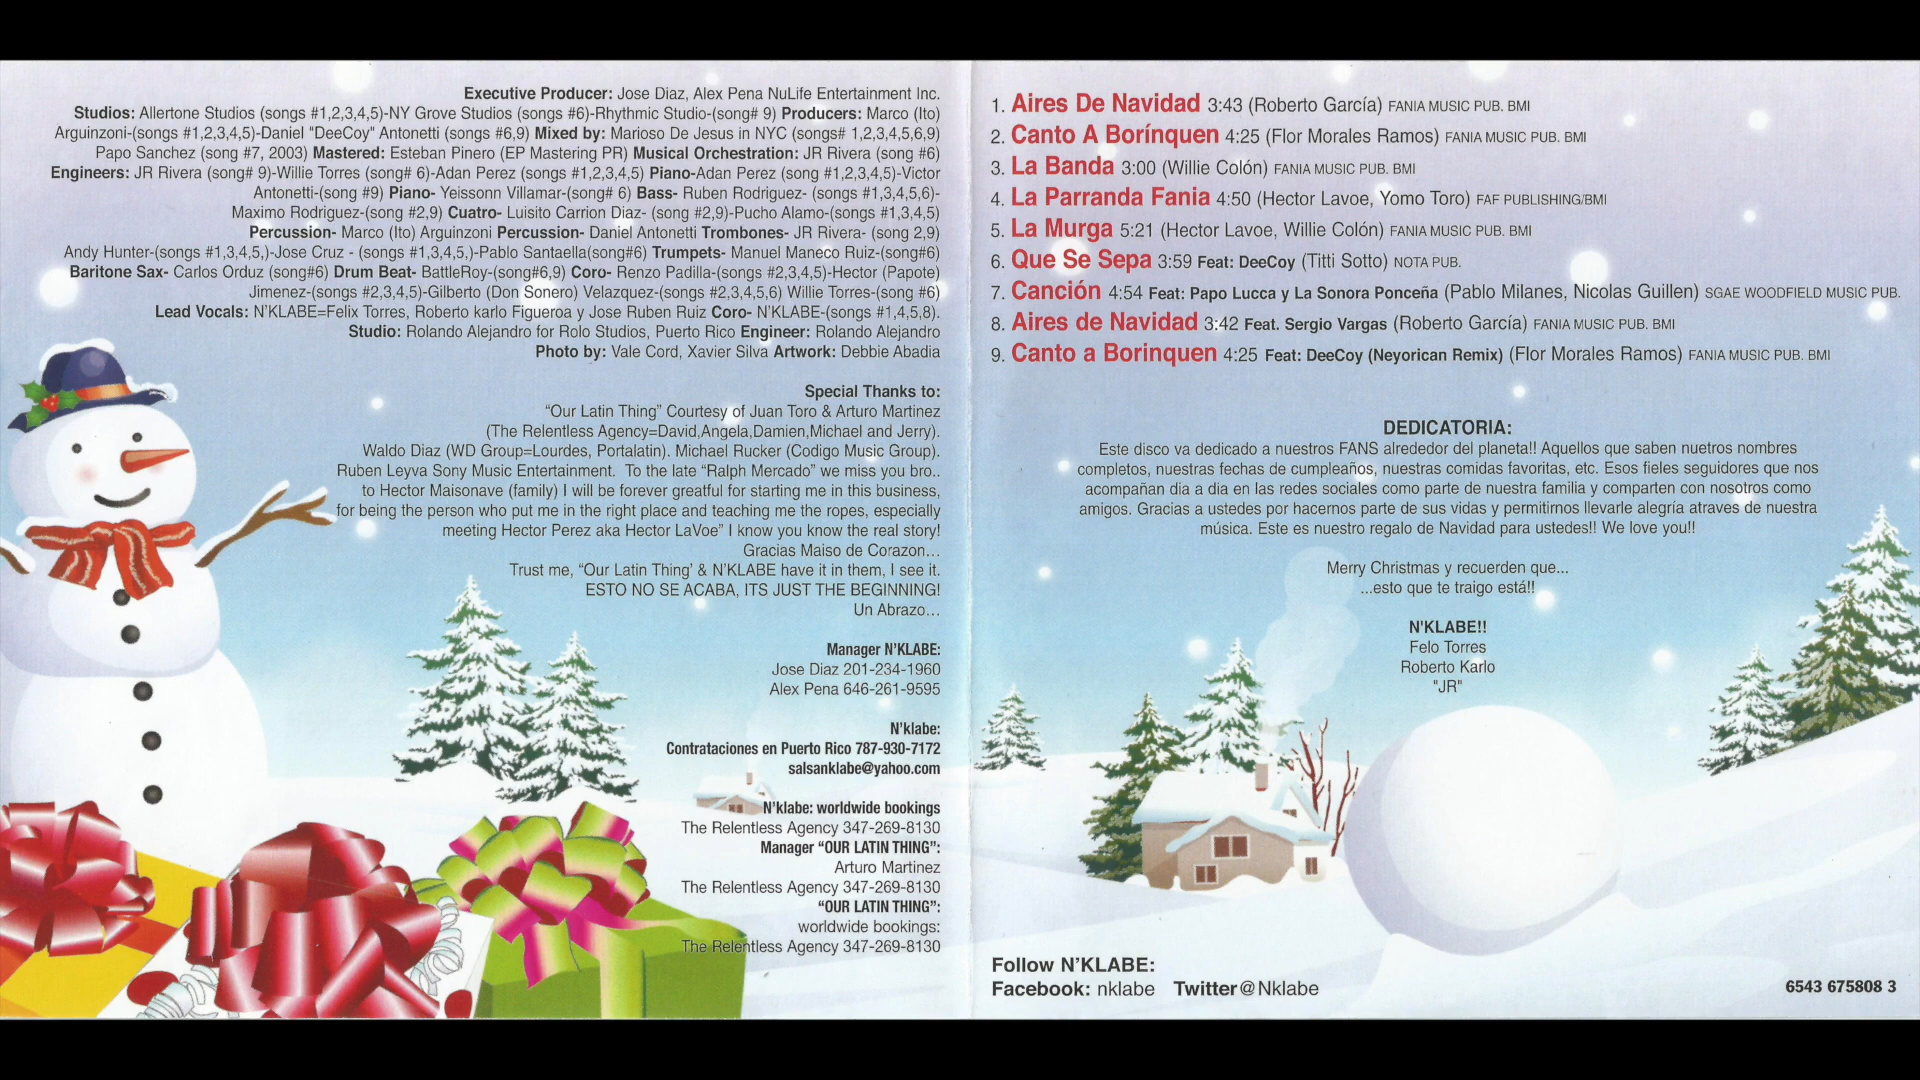 Executive Producer: Jose Diaz, Alex Pena NuLife Entertainment Inc.
Studios: Allertone Studios (songs #1,2,3,4,5)-NY Grove Studios (songs #6)-Rhythmic Studio-(song# 9) Producers: Marco (Ito)
Arguinzoni-(songs #1,2,3,4,5)-Daniel "DeeCoy" Antonetti (songs #6,9) Mixed by: Marioso De Jesus in NYC (songs# 1,2,3,4,5,6,9)
Papo Sanchez (song #7, 2003) Mastered: Esteban Pinero (EP Mastering PR) Musical Orchestration: JR Rivera (song #6)
Engineers: JR Rivera (song# 9)-Willie Torres (song# 6)-Adan Perez (songs #1,2,3,4,5) Piano-Adan Perez (song #1,2,3,4,5)-Victor
Antonetti-(song #9) Piano- Yeissonn Villamar-(song# 6) Bass- Ruben Rodriguez- (songs #1,3,4,5,6)-
Maximo Rodriguez-(song #2,9) Cuatro- Luisito Carrion Diaz- (song #2,9)-Pucho Alamo-(songs #1,3,4,5)
Percussion- Marco (Ito) Arguinzoni Percussion- Daniel Antonetti Trombones- JR Rivera- (song 2,9)
Andy Hunter-(songs #1,3,4,5,)-Jose Cruz - (songs #1,3,4,5,)-Pablo Santaella(song#6) Trumpets- Manuel Maneco Ruiz-(song#6)
Baritone Sax- Carlos Orduz (song#6) Drum Beat- BattleRoy-(song#6,9) Coro- Renzo Padilla-(songs #2,3,4,5)-Hector (Papote)
Jimenez-(songs #2,3,4,5)-Gilberto (Don Sonero) Velazquez-(songs #2,3,4,5,6) Willie Torres-(song #6)
Lead Vocals: N'KLABE=Felix Torres, Roberto karlo Figueroa y Jose Ruben Ruiz Coro- N'KLABE-(songs #1,4,5,8).
Studio: Rolando Alejandro for Rolo Studios, Puerto Rico Engineer: Rolando Alejandro
Photo by: Vale Cord, Xavier Silva Artwork: Debbie Abadia
Special Thanks to:
“Our Latin Thing” Courtesy of Juan Toro & Arturo Martinez
(The Relentless Agency=David,Angela,Damien,Michael and Jerry).
Waldo Diaz (WD Group=Lourdes, Portalatin). Michael Rucker (Codigo Music Group).
Ruben Leyva Sony Music Entertainment. To the late “Ralph Mercado” we miss you bro..
to Hector Maisonave (family) I will be forever greatful for starting me in this business,
for being the person who put me in the right place and teaching me the ropes, especially
meeting Hector Perez aka Hector LaVoe” I know you know the real story!
Gracias Maiso de Corazon...
Trust me, “Our Latin Thing’ & N'KLABE have it in them, I see it.
ESTO NO SE ACABA, ITS JUST THE BEGINNING!
Un Abrazo...
Manager N'KLABE:
Jose Diaz 201-234-1960
Alex Pena 646-261-9595
N'klabe:
Contrataciones en Puerto Rico 787-930-7172
salsanklabe@yahoo.com
N'klabe: worldwide bookings
The Relentless Agency 347-269-8130
Manager “OUR LATIN THING”:
Arturo Martinez
The Relentless Agency 347-269-8130
“OUR LATIN THING”:
worldwide bookings:
The Relentless Agency 347-269-8130
1. Aires De Navidad 3:43 (Roberto García) FANIA MUSIC PUB. BMI
2. Canto A Borínquen 4:25 (Flor Morales Ramos) FANIA MUSIC PUB. BMI
3. La Banda 3:00 (Willie Colón) FANIA MUSIC PUB. BMI
4. La Parranda Fania 4:50 (Hector Lavoe, Yomo Toro) FAF PUBLISHING/BMI
5. La Murga 5:21 (Hector Lavoe, Willie Colón) FANIA MUSIC PUB. BMI
6. Que Se Sepa 3:59 Feat: DeeCoy (Titti Sotto) NOTA PUB.
7. Canción 4:54 Feat: Papo Lucca y La Sonora Ponceña (Pablo Milanes, Nicolas Guillen) SGAE WOODFIELD MUSIC PUB.
8. Aires de Navidad 3:42 Feat. Sergio Vargas (Roberto García) FANIA MUSIC PUB. BMI
9. Canto a Borinquen 4:25 Feat: DeeCoy (Neyorican Remix) (Flor Morales Ramos) FANIA MUSIC PUB. BMI
DEDICATORIA:
Este disco va dedicado a nuestros FANS alrededor del planeta!! Aquellos que saben nuetros nombres
completos, nuestras fechas de cumpleaños, nuestras comidas favoritas, etc. Esos fieles seguidores que nos
acompañan dia a dia en las redes sociales como parte de nuestra familia y comparten con nosotros como
amigos. Gracias a ustedes por hacernos parte de sus vidas y permitirnos llevarle alegría atraves de nuestra
música. Este es nuestro regalo de Navidad para ustedes!! We love you!!
Merry Christmas y recuerden que...
...esto que te traigo está!!
N'KLABE!!
Felo Torres
Roberto Karlo
"JR"
Follow N'KLABE:
Facebook: nklabe Twitter@Nklabe
6543 675808 3